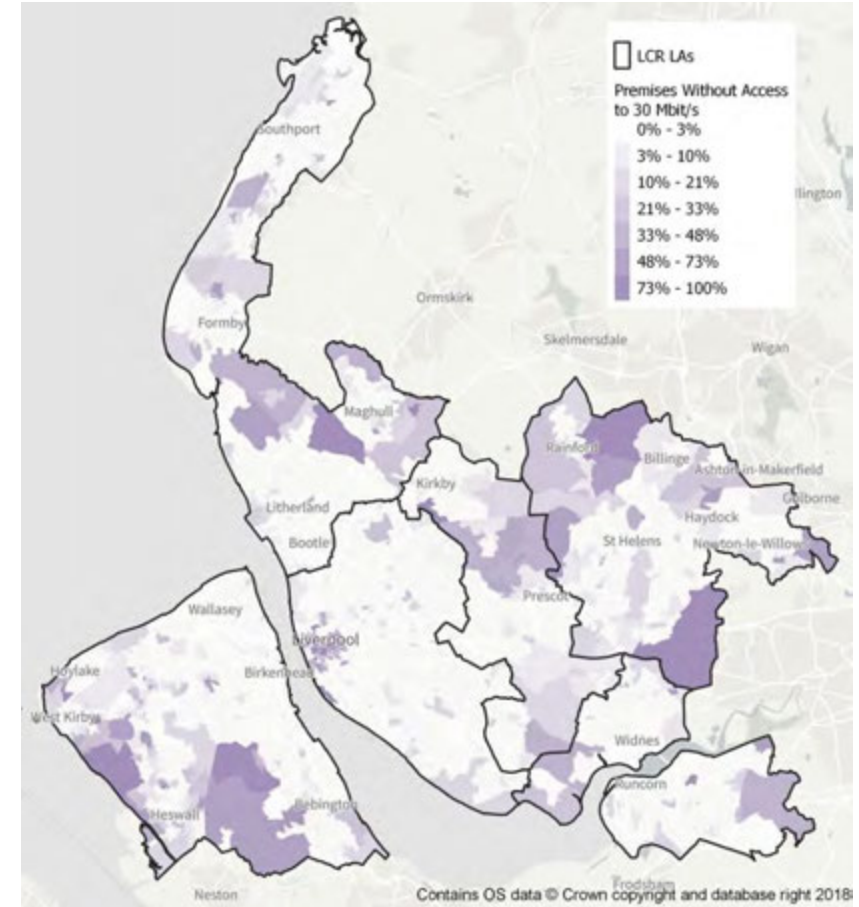 LCR LAs
Premises Without Access
to 30 Mbit/s
0% - 3%
3% - 10%
10% - 21%
21% - 33%
33% - 48%
48% - 73%
73% - 100%
Southport
llington
Ormskirk
Formby
Skelmersdale
Wigan
Maghull
Rainford
Billinge
Ashton-in-Makerfield
Kirkby
Golborne
Litherland
Haydock
Bootle
St Helens
Newton-le-Willows
Prescot
Wallasey
Liverpool
Hoylake
Birkenhead
West Kirby
Widnes
Runcorn
Bebington
Heswall
Frodsham
Neston
Contains OS data © Crown copyright and database right 2018